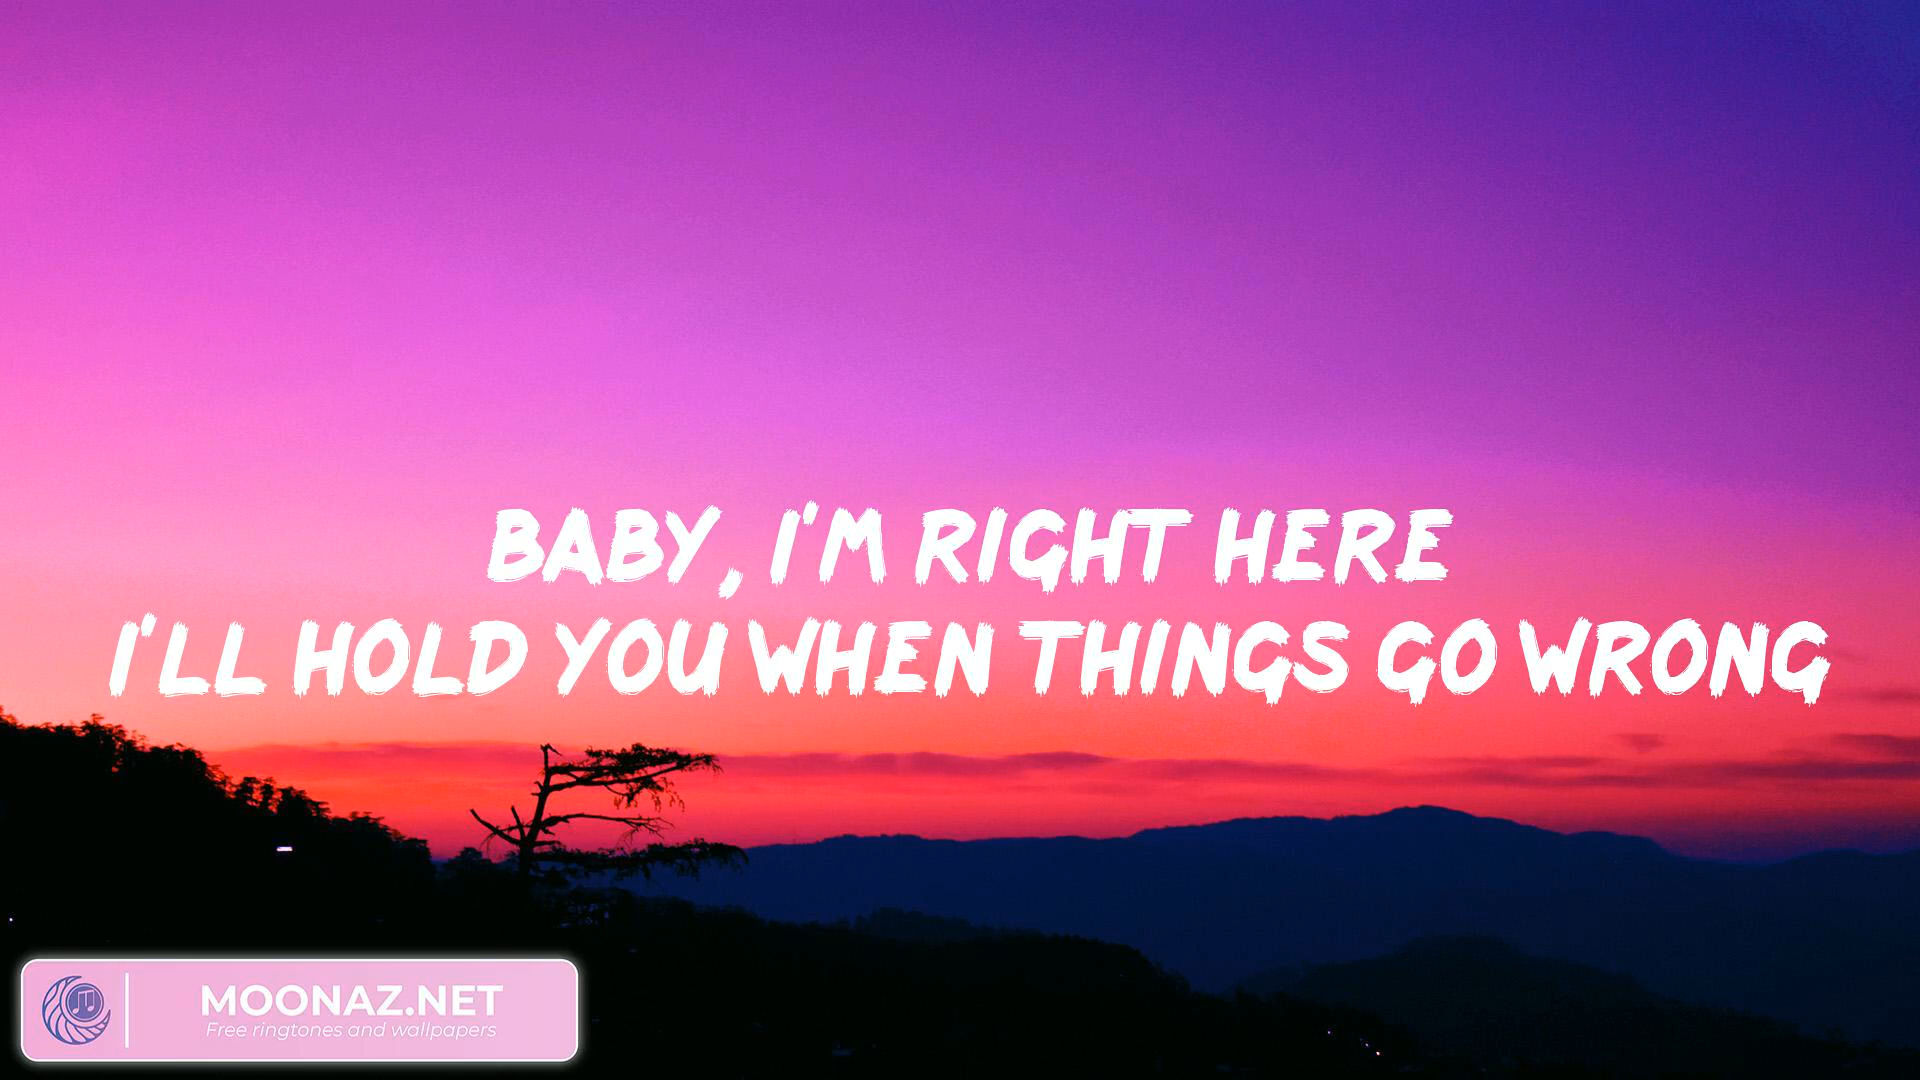 BABY, I'M RIGHT HERE
I'LL HOLD YOU WHEN THINGS GO WRONG
MOONAZ.NET
Free ringtones and wallpapers